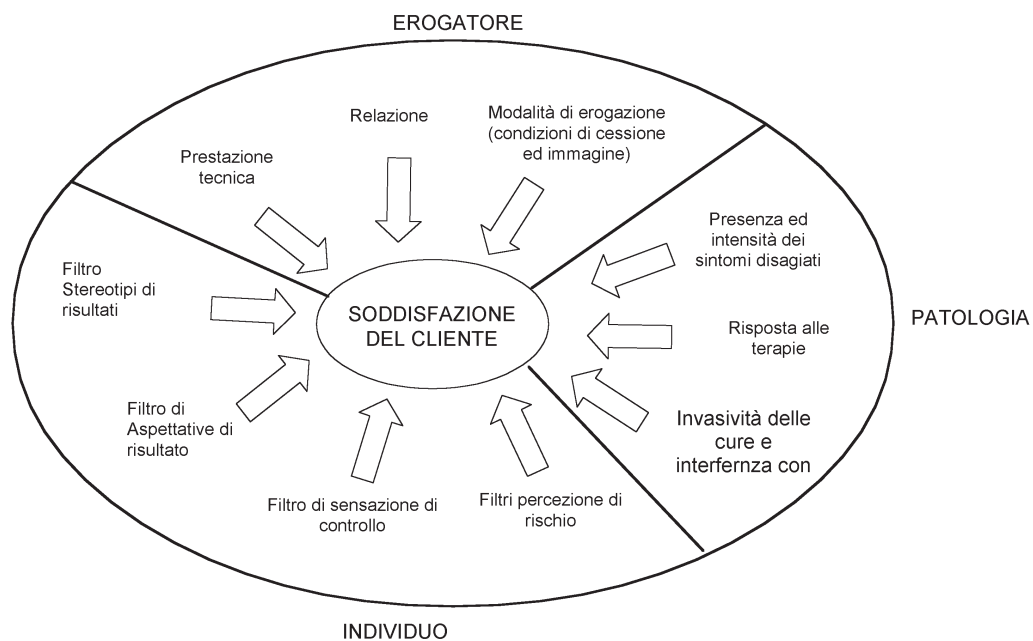 EROGATORE
Relazione
Modalità di erogazione
(condizioni di cessione
ed immagine)
Prestazione
tecnica
Presenza ed
intensità dei
sintomi disagiati
Filtro
Stereotipi di
risultati
SODDISFAZIONE
DEL CLIENTE
PATOLOGIA
Risposta alle
terapie
Filtro di
Aspettative di
risultato
Invasività delle
cure e
interfernza con
Filtro di sensazione di
controllo
Filtri percezione di
rischio
INDIVIDUO